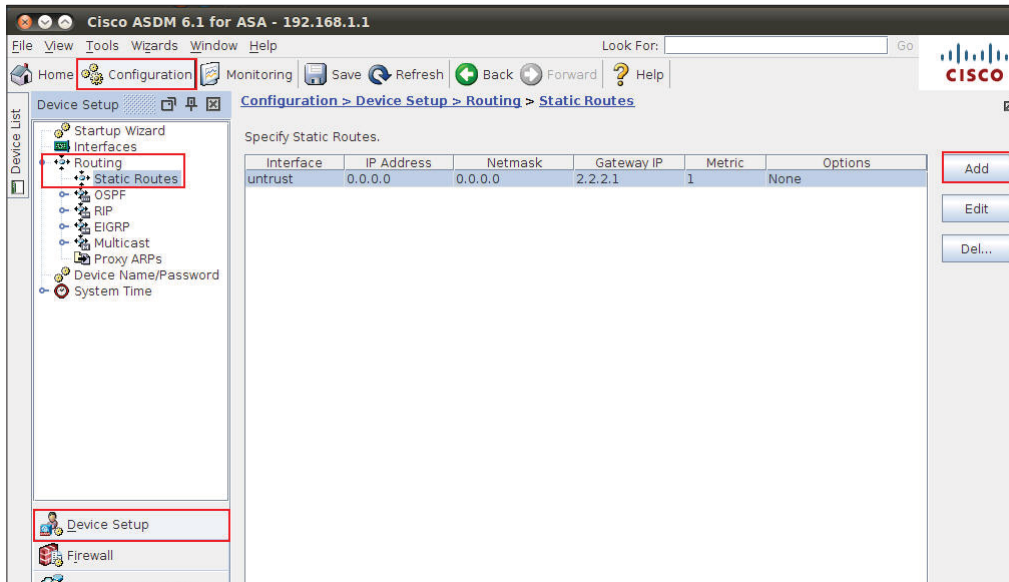 Cisco ASDM 6.1 for ASA - 192.168.1.1
File View Tools Wizards Window Help Look For: Go
Home Configuration Monitoring Save Refresh Back Forward Help
CISCO
Device List
Device Setup
Configuration > Device Setup > Routing > Static Routes
Startup Wizard
Interfaces
Routing
Static Routes
OSPF
RIP
EIGRP
Multicast
Proxy ARPs
Device Name/Password
System Time
Specify Static Routes.
Interface IP Address Netmask Gateway IP Metric Options
untrust 0.0.0.0 0.0.0.0 2.2.2.1 1 None
Add
Edit
Del...
Device Setup
Firewall